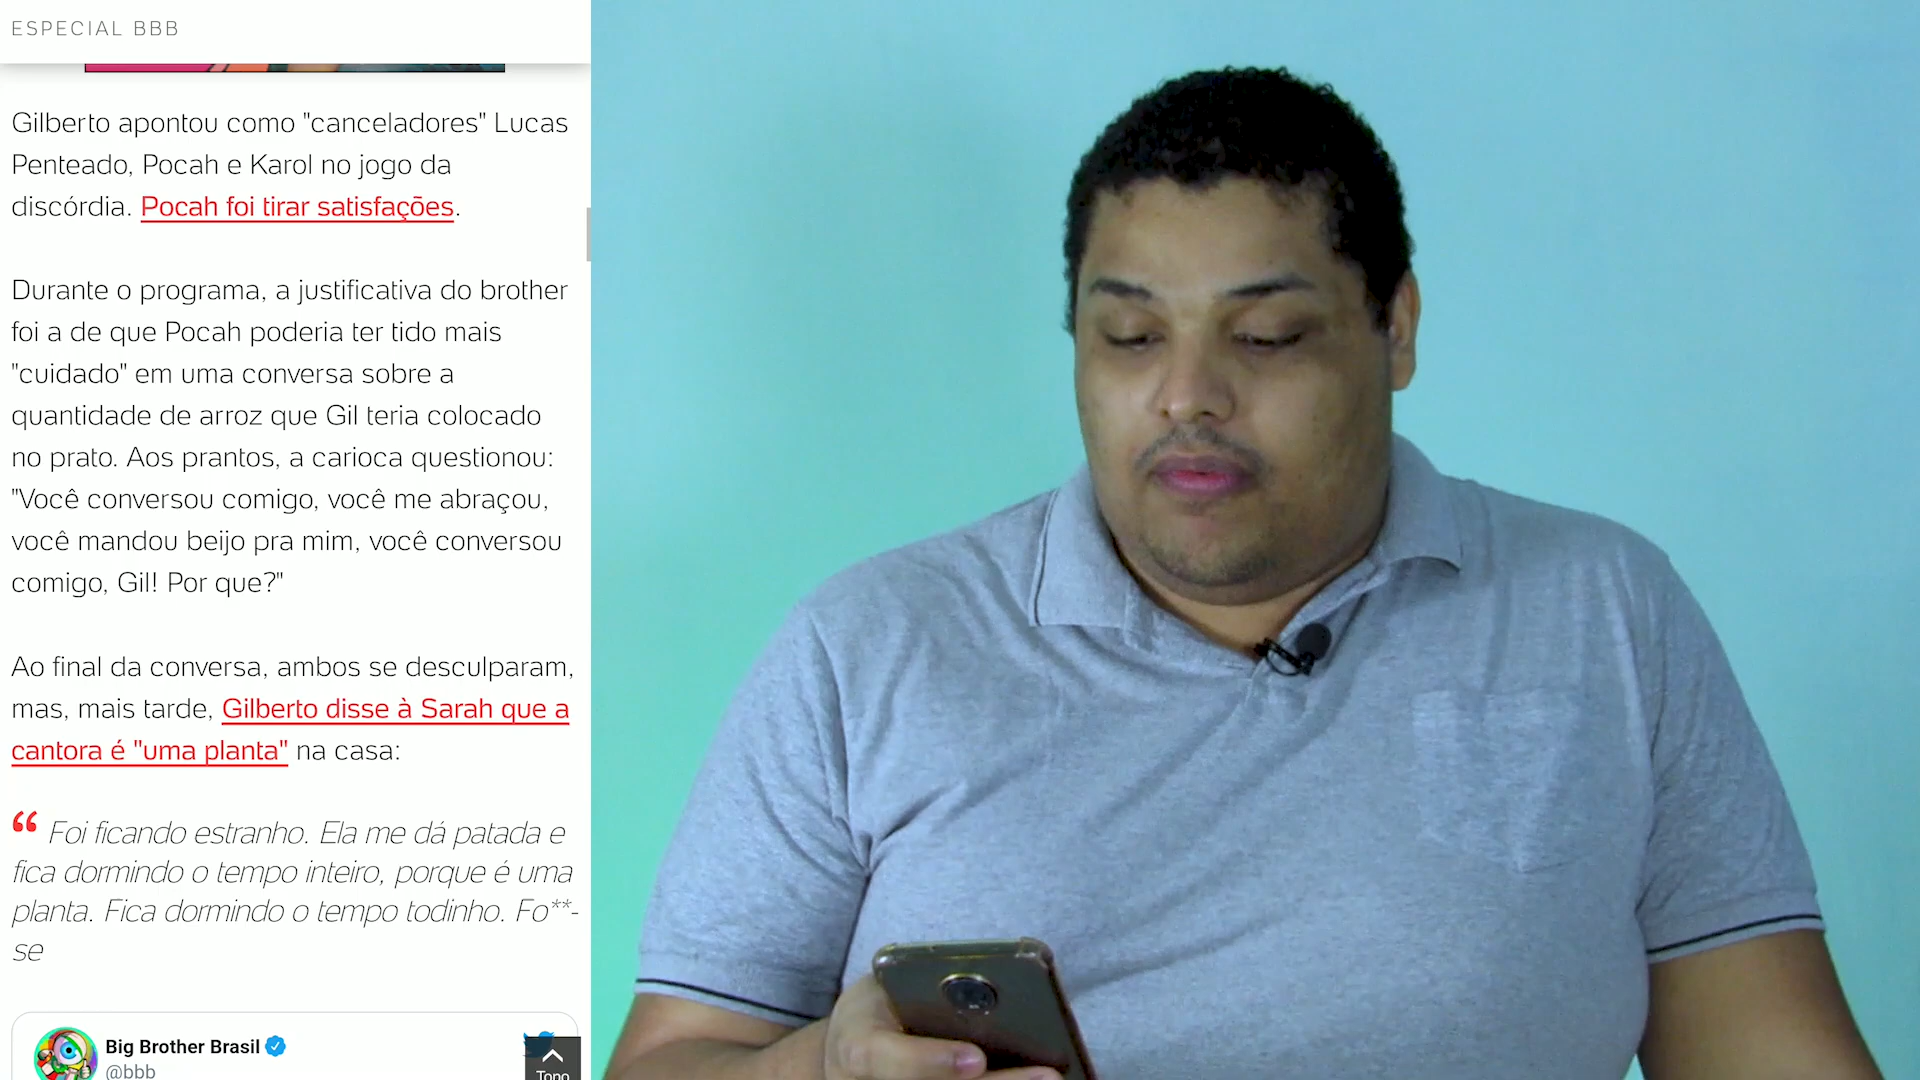 ESPECIAL BBB
Gilberto apontou como "canceladores" Lucas
Penteado, Pocah e Karol no jogo da
discórdia. Pocah foi tirar satisfações.
Durante o programa, a justificativa do brother
foi a de que Pocah poderia ter tido mais
"cuidado" em uma conversa sobre a
quantidade de arroz que Gil teria colocado
no prato. Aos prantos, a carioca questionou:
"Você conversou comigo, você me abraçou,
você mandou beijo pra mim, você conversou
comigo, Gil! Por que?"
Ao final da conversa, ambos se desculparam,
mas, mais tarde, Gilberto disse à Sarah que a
cantora é "uma planta" na casa:
“ Foi ficando estranho. Ela me dá patada e
fica dormindo o tempo inteiro, porque é uma
planta. Fica dormindo o tempo todinho. Fo**-
se
Big Brother Brasil
@bbb
Topo